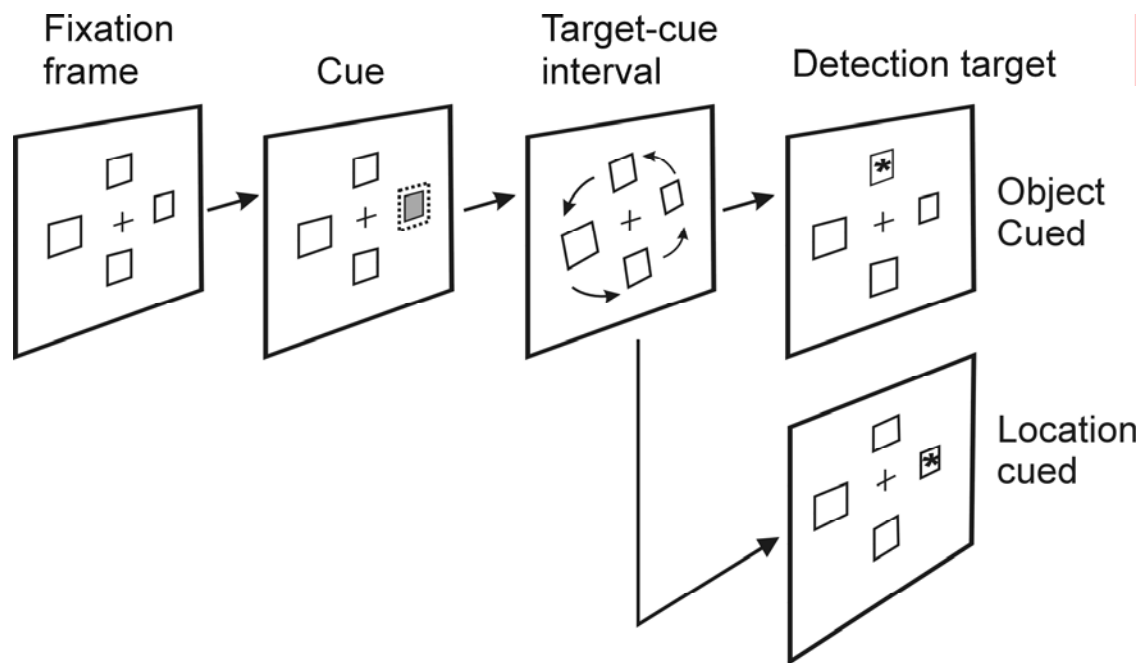 Fixation
frame
Cue
Target-cue
interval
Detection target
Object
Cued
Location
cued